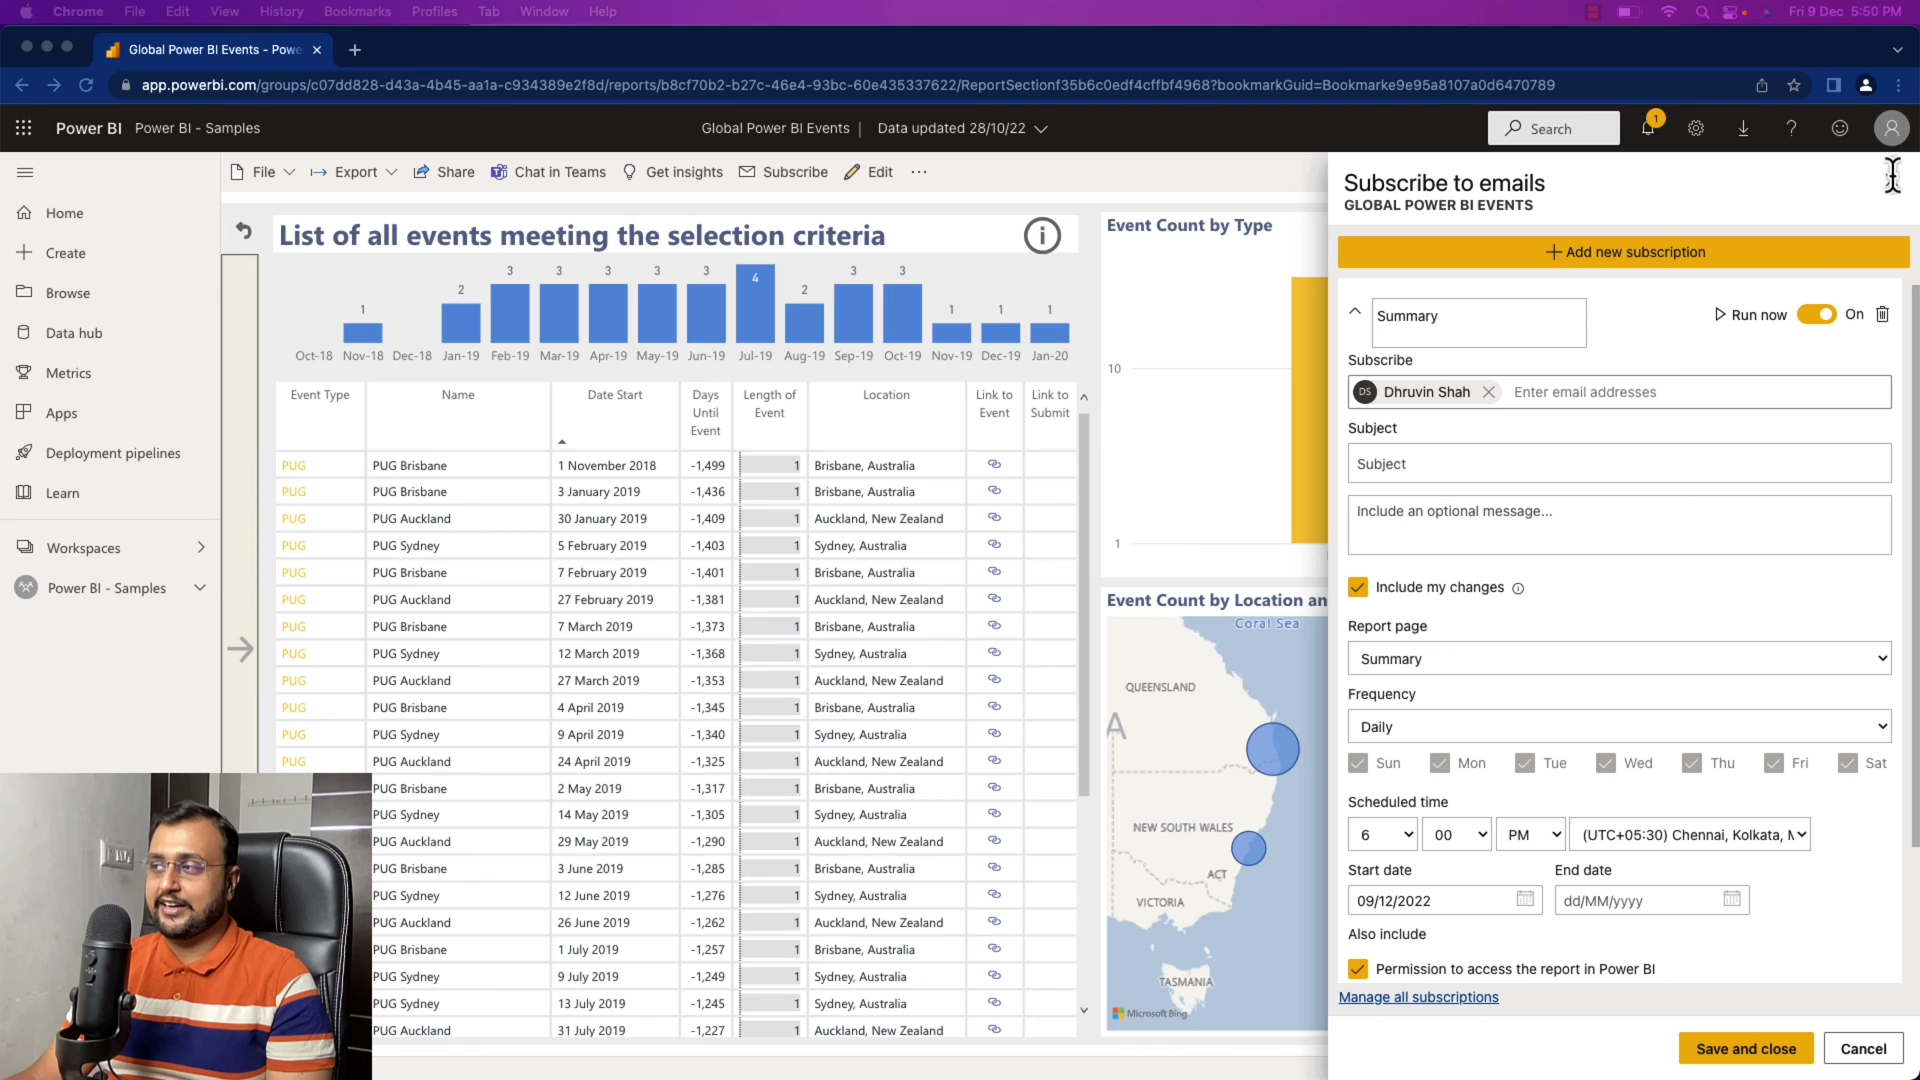 Chrome File Edit View History Bookmarks Profiles Tab Window Help Fri 9 Dec 5:50 PM
Global Power BI Events - Powe
app.powerbi.com/groups/c07dd828-d43a-4b45-aa1a-c934389e2f8d/reports/b8cf70b2-b27c-46e4-93bc-60e435337622/ReportSectionf35b6c0edf4cffbf4968?bookmarkGuid=Bookmarke9e95a8107a0d6470789
Power BI Power BI - Samples Global Power BI Events | Data updated 28/10/22 Search 1
File Export Share Chat in Teams Get insights Subscribe Edit ...
Home
Create
Browse
Data hub
Metrics
Apps
Deployment pipelines
Learn
Workspaces
Power BI - Samples
List of all events meeting the selection criteria
1 2 3 3 3 3 3 4 2 3 3 1 1 1
Oct-18 Nov-18 Dec-18 Jan-19 Feb-19 Mar-19 Apr-19 May-19 Jun-19 Jul-19 Aug-19 Sep-19 Oct-19 Nov-19 Dec-19 Jan-20
Event Type Name Date Start Days Until Event Length of Event Location Link to Event Link to Submit
PUG PUG Brisbane 1 November 2018 -1,499 1 Brisbane, Australia
PUG PUG Brisbane 3 January 2019 -1,436 1 Brisbane, Australia
PUG PUG Auckland 30 January 2019 -1,409 1 Auckland, New Zealand
PUG PUG Sydney 5 February 2019 -1,403 1 Sydney, Australia
PUG PUG Brisbane 7 February 2019 -1,401 1 Brisbane, Australia
PUG PUG Auckland 27 February 2019 -1,381 1 Auckland, New Zealand
PUG PUG Brisbane 7 March 2019 -1,373 1 Brisbane, Australia
PUG PUG Sydney 12 March 2019 -1,368 1 Sydney, Australia
PUG PUG Auckland 27 March 2019 -1,353 1 Auckland, New Zealand
PUG PUG Brisbane 4 April 2019 -1,345 1 Brisbane, Australia
PUG PUG Sydney 9 April 2019 -1,340 1 Sydney, Australia
PUG PUG Auckland 24 April 2019 -1,325 1 Auckland, New Zealand
PUG Brisbane 2 May 2019 -1,317 1 Brisbane, Australia
PUG Sydney 14 May 2019 -1,305 1 Sydney, Australia
PUG Auckland 29 May 2019 -1,290 1 Auckland, New Zealand
PUG Brisbane 3 June 2019 -1,285 1 Brisbane, Australia
PUG Sydney 12 June 2019 -1,276 1 Sydney, Australia
PUG Auckland 26 June 2019 -1,262 1 Auckland, New Zealand
PUG Brisbane 1 July 2019 -1,257 1 Brisbane, Australia
PUG Sydney 9 July 2019 -1,249 1 Sydney, Australia
PUG Sydney 13 July 2019 -1,245 1 Sydney, Australia
PUG Auckland 31 July 2019 -1,227 1 Auckland, New Zealand
Event Count by Type
10
1
Event Count by Location an
Coral Sea
QUEENSLAND
A
NEW SOUTH WALES
ACT
VICTORIA
TASMANIA
Microsoft Bing
Subscribe to emails
GLOBAL POWER BI EVENTS
Add new subscription
Summary Run now On
Subscribe
DS Dhruvin Shah Enter email addresses
Subject
Subject
Include an optional message...
Include my changes
Report page
Summary
Frequency
Daily
Sun Mon Tue Wed Thu Fri Sat
Scheduled time
6 00 PM (UTC+05:30) Chennai, Kolkata, M
Start date End date
09/12/2022 dd/MM/yyyy
Also include
Permission to access the report in Power BI
Manage all subscriptions
Save and close Cancel